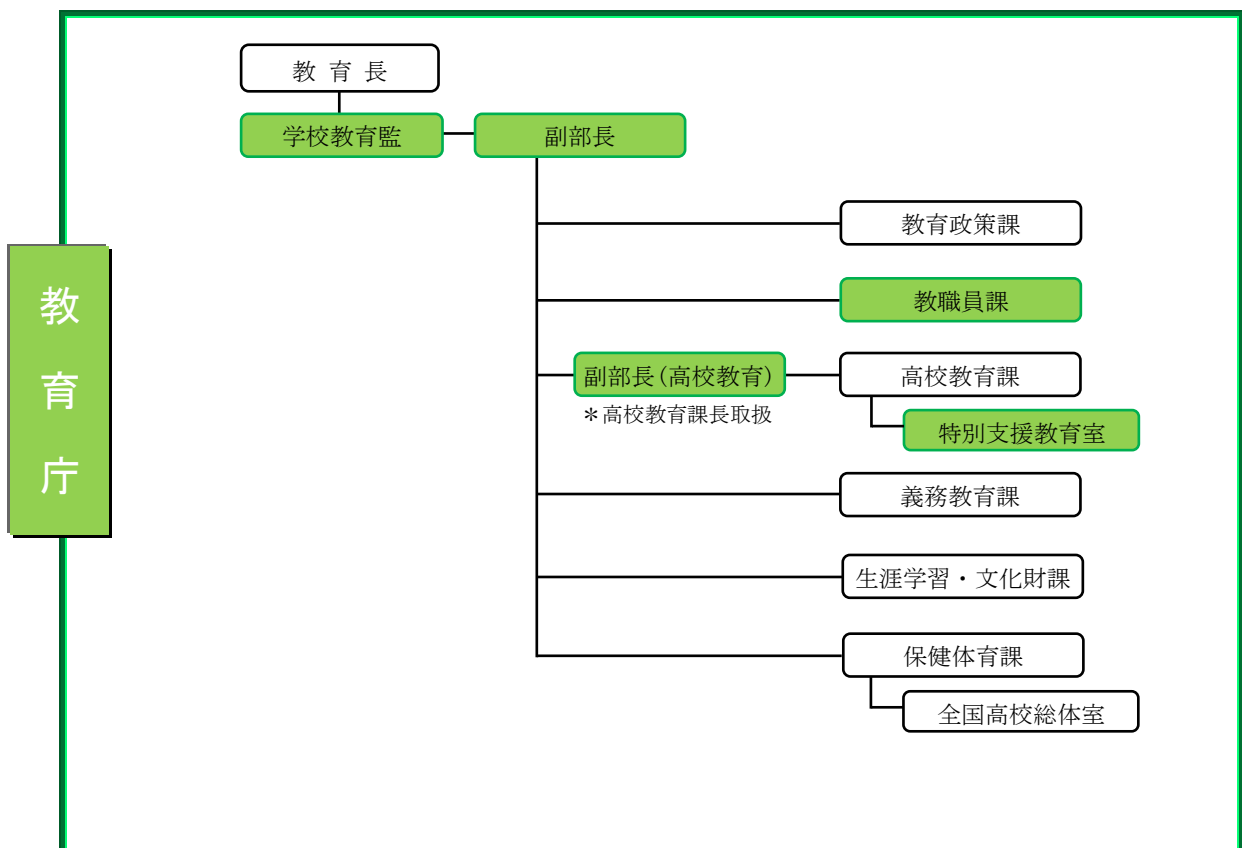 教育庁
教 育 長
学校教育監
副部長
教育政策課
教職員課
副部長(高校教育)
高校教育課
＊高校教育課長取扱
特別支援教育室
義務教育課
生涯学習・文化財課
保健体育課
全国高校総体室